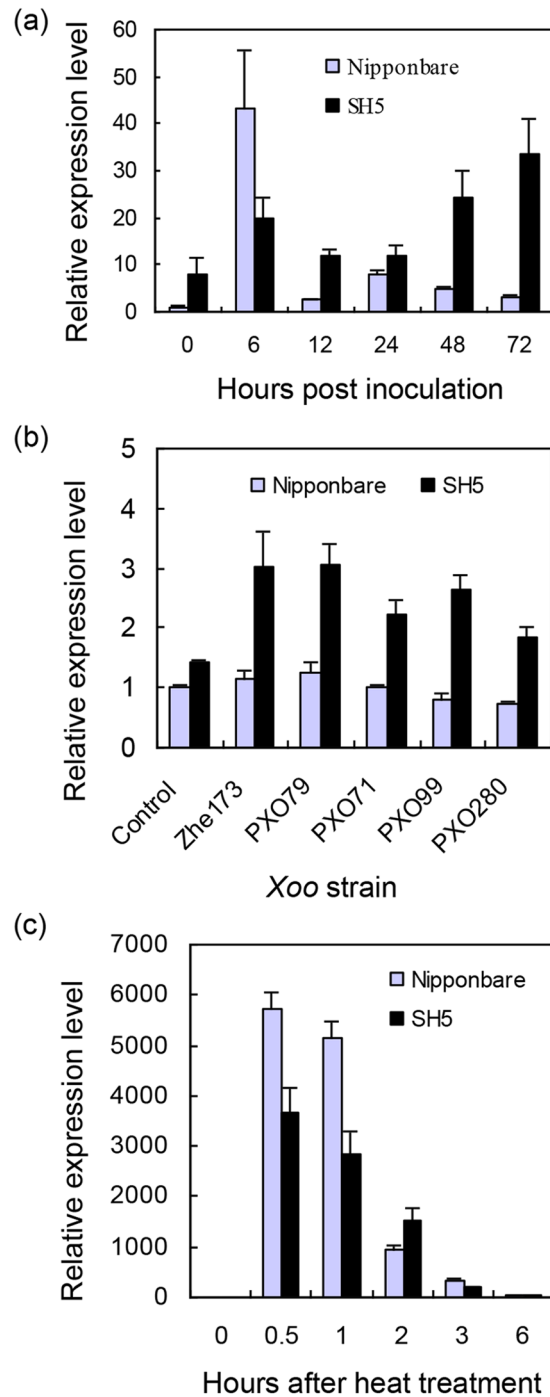 (a)
60
50
40
30
20
10
0
Relative expression level
Nipponbare
SH5
0 6 12 24 48 72
Hours post inoculation
(b)
5
4
3
2
1
0
Relative expression level
Nipponbare SH5
Control Zhe173 PXO79 PXO71 PXO99 PXO280
Xoo strain
(c)
7000
6000
5000
4000
3000
2000
1000
0
Relative expression level
Nipponbare
SH5
0 0.5 1 2 3 6
Hours after heat treatment